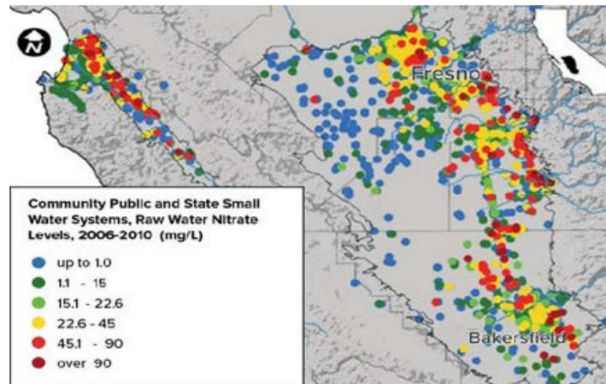 N
Fresno
Community Public and State Small
Water Systems, Raw Water Nitrate
Levels, 2006-2010 (mg/L)
up to 1.0
1.1 - 15
15.1 - 22.6
22.6 - 45
45.1 - 90
over 90
Bakersfield